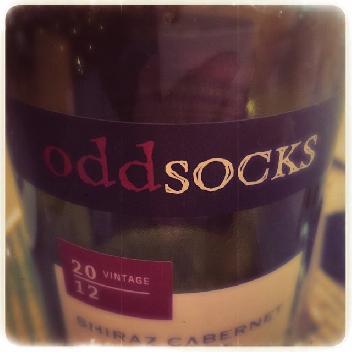 oddsocks
20 VINTAGE
12
SHIRAZ CABERNET